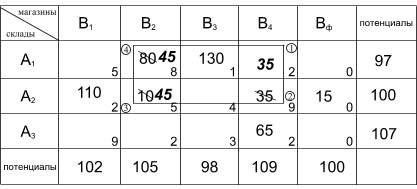 магазины
склады
B1 B2 B3 B4 Bф потенциалы
A1 5 ④ 80 45 8 130 1 35 ① 2 0 97
A2 110 2 ③ 10 45 5 4 35 ② 9 15 0 100
A3 9 2 3 65 2 0 107
потенциалы 102 105 98 109 100